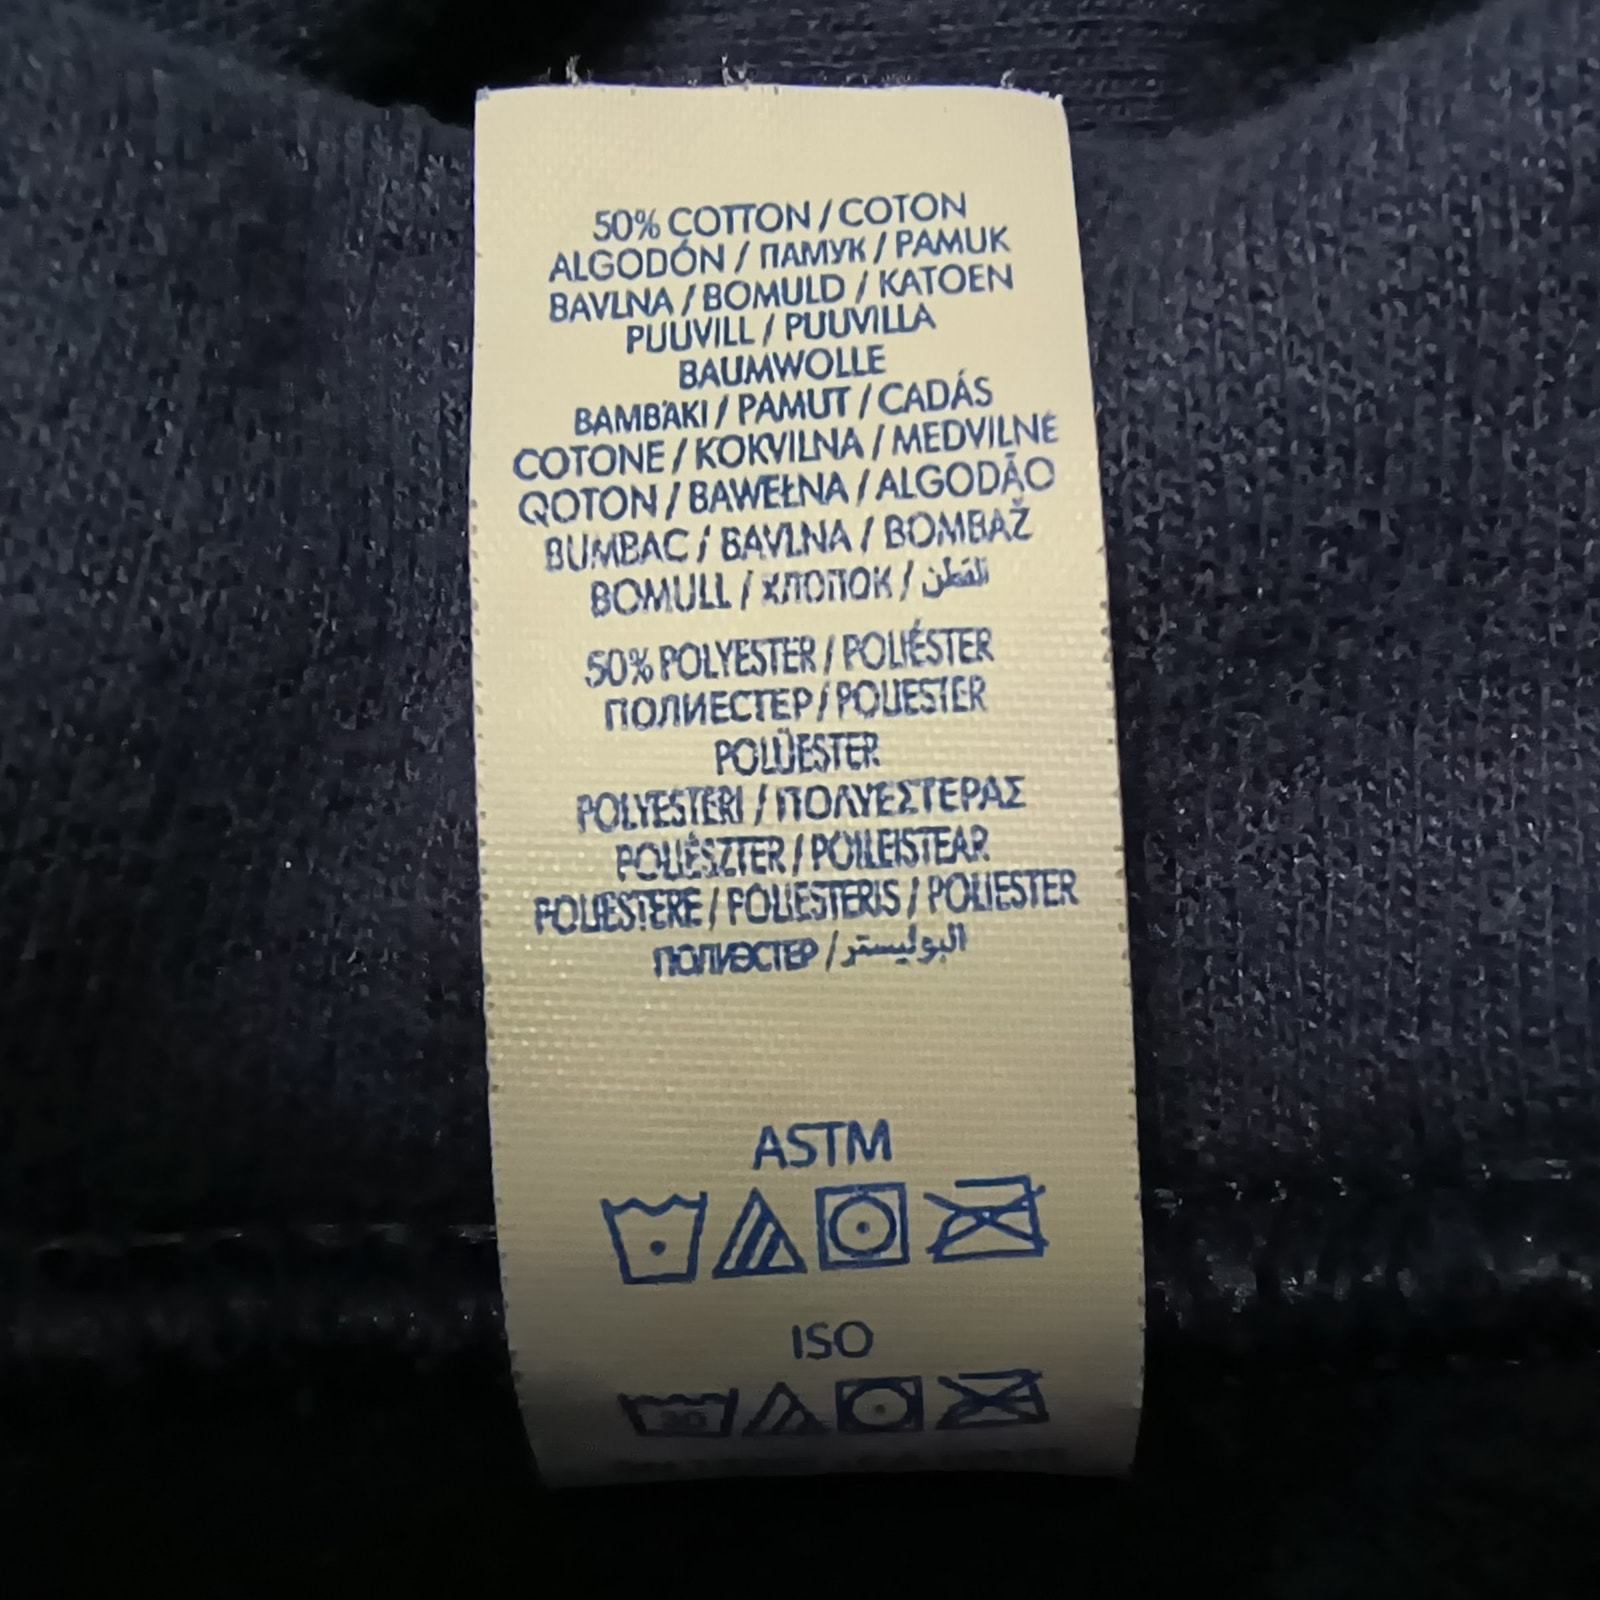 50% COTTON / COTON
ALGODÓN / ПАМУК / PAMUK
BAVLNA / BOMULD / KATOEN
PUUVILL / PUUVILLA
BAUMWOLLE
BAMBAKI / PAMUT / CADÁS
COTONE / KOKVILNA / MEDVILNĖ
QOTON / BAWEŁNA / ALGODÃO
BUMBAC / BAVLNA / BOMBAŽ
BOMULL / ХЛОПОК / القطن
50% POLYESTER / POLIÉSTER
ПОЛИЕСТЕР / POLIESTER
POLÜESTER
POLYESTERI / ΠΟΛΥΕΣΤΕΡΑΣ
POLIÉSZTER / POILEISTEAR
POLIESTERE / POLIESTERIS / POLIESTER
ПОЛИЭСТЕР / البوليستر
ASTM
ISO
30